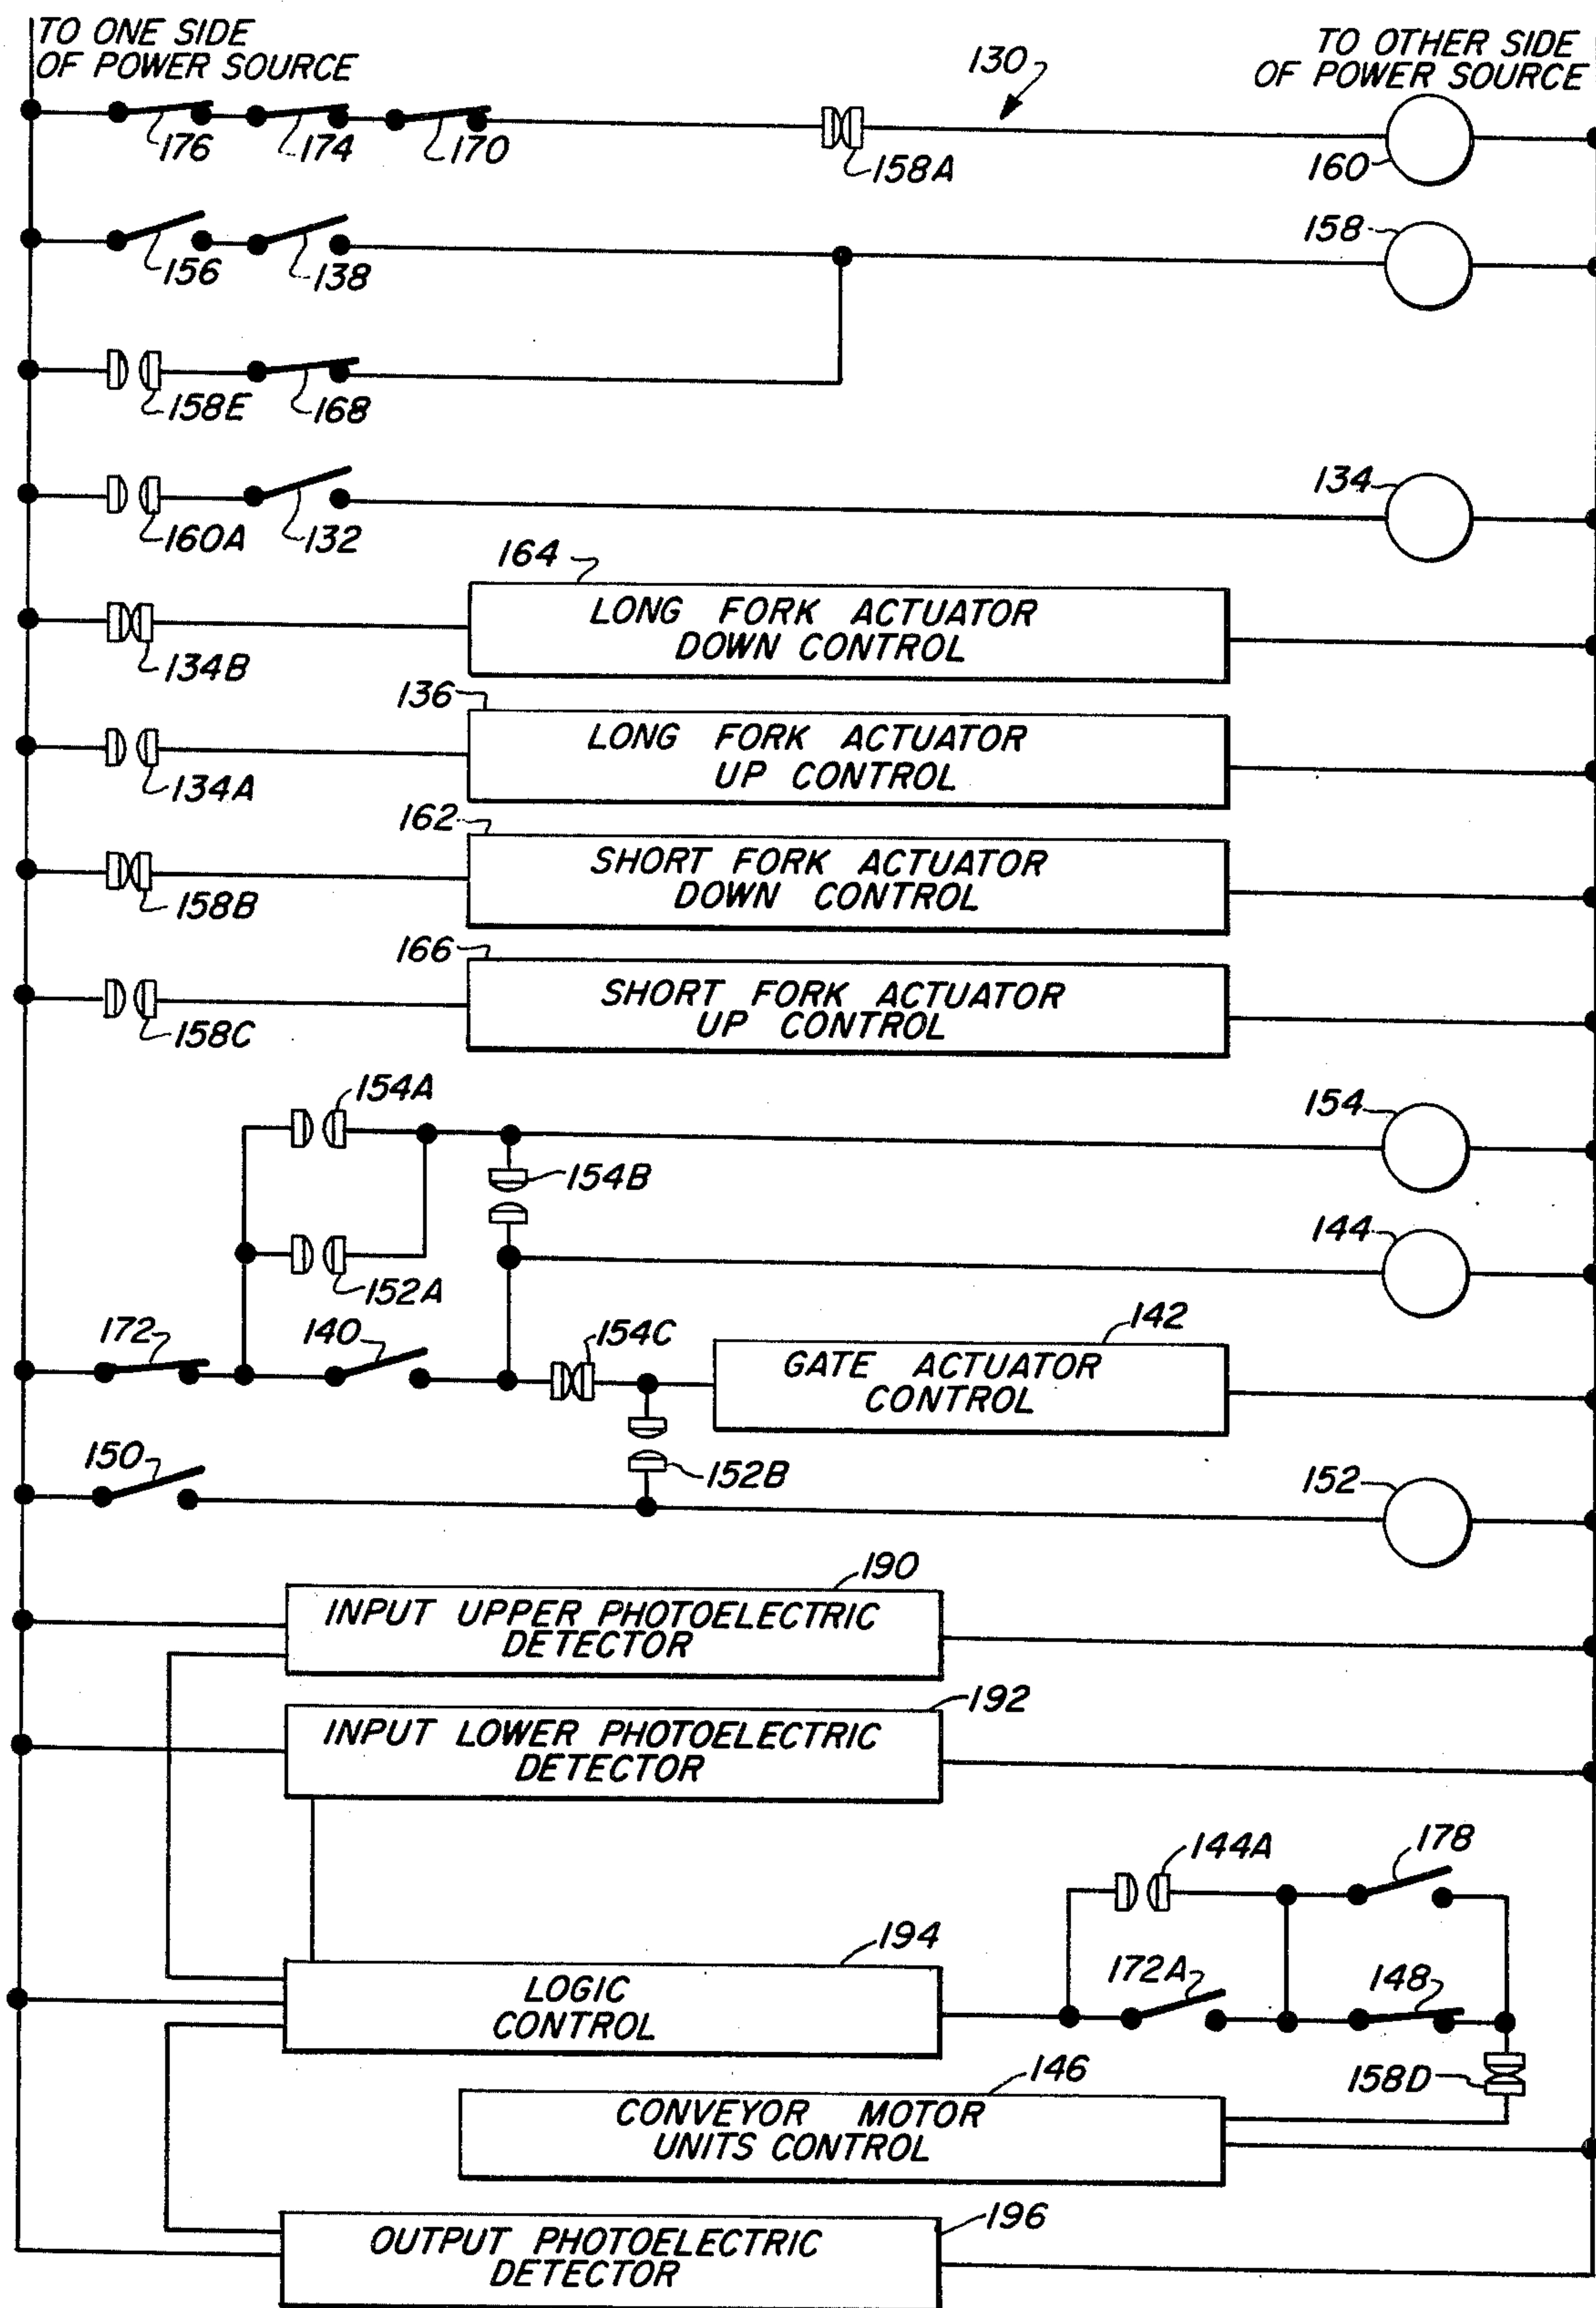 TO ONE SIDE
OF POWER SOURCE
130
TO OTHER SIDE
OF POWER SOURCE
176
174
170
158A
160
156
138
158
158E
168
160A
132
134
164
LONG FORK ACTUATOR
DOWN CONTROL
134B
136
LONG FORK ACTUATOR
UP CONTROL
134A
162
SHORT FORK ACTUATOR
DOWN CONTROL
158B
166
SHORT FORK ACTUATOR
UP CONTROL
158C
154A
154
154B
144
152A
172
140
154C
142
GATE ACTUATOR
CONTROL
150
152B
152
190
INPUT UPPER PHOTOELECTRIC
DETECTOR
192
INPUT LOWER PHOTOELECTRIC
DETECTOR
144A
178
194
LOGIC
CONTROL
172A
148
158D
146
CONVEYOR MOTOR
UNITS CONTROL
196
OUTPUT PHOTOELECTRIC
DETECTOR